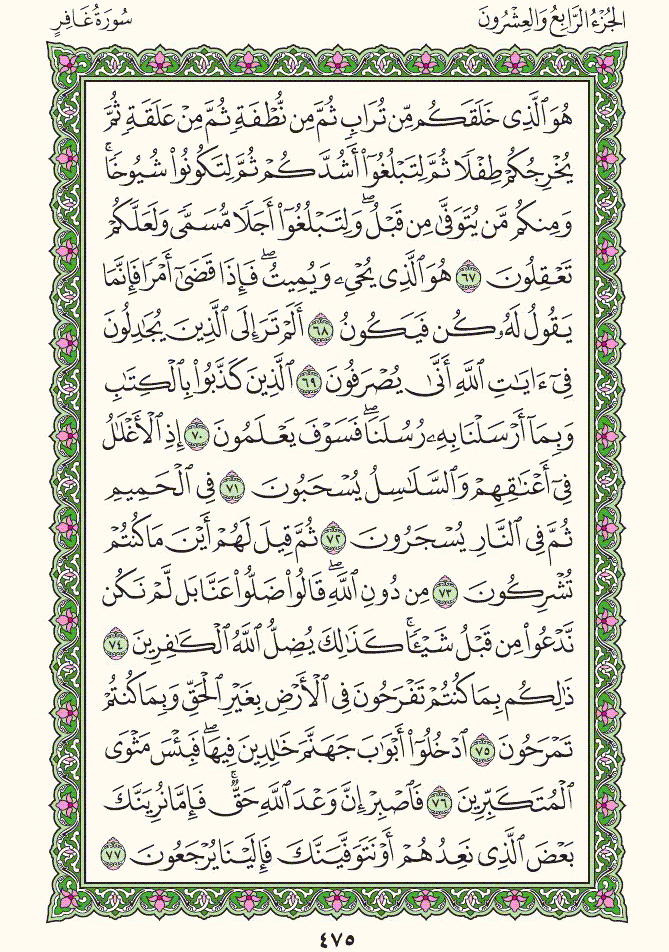 الجُزْءُ الرَّابِعُ وَالعِشْرُونَ
سُورَةُ غَافِرٍ
هُوَ ٱلَّذِى خَلَقَكُم مِّن تُرَابٖ ثُمَّ مِن نُّطۡفَةٖ ثُمَّ مِنۡ عَلَقَةٖ ثُمَّ
يُخۡرِجُكُمۡ طِفۡلٗا ثُمَّ لِتَبۡلُغُوٓاْ أَشُدَّكُمۡ ثُمَّ لِتَكُونُواْ شُيُوخٗاۚ
وَمِنكُم مَّن يُتَوَفَّىٰ مِن قَبۡلُۖ وَلِتَبۡلُغُوٓاْ أَجَلٗا مُّسَمّٗى وَلَعَلَّكُمۡ
تَعۡقِلُونَ ٦٧ هُوَ ٱلَّذِى يُحۡىِۦ وَيُمِيتُۖ فَإِذَا قَضَىٰٓ أَمۡرٗا فَإِنَّمَا
يَقُولُ لَهُۥ كُن فَيَكُونُ ٦٨ أَلَمۡ تَرَ إِلَى ٱلَّذِينَ يُجَٰدِلُونَ
فِىٓ ءَايَٰتِ ٱللَّهِ أَنَّىٰ يُصۡرَفُونَ ٦٩ ٱلَّذِينَ كَذَّبُواْ بِٱلۡكِتَٰبِ
وَبِمَآ أَرۡسَلۡنَا بِهِۦ رُسُلَنَاۖ فَسَوۡفَ يَعۡلَمُونَ ٧٠ إِذِ ٱلۡأَغۡلَٰلُ
فِىٓ أَعۡنَٰقِهِمۡ وَٱلسَّلَٰسِلُ يُسۡحَبُونَ ٧١ فِى ٱلۡحَمِيمِ
ثُمَّ فِى ٱلنَّارِ يُسۡجَرُونَ ٧٢ ثُمَّ قِيلَ لَهُمۡ أَيۡنَ مَا كُنتُمۡ
تُشۡرِكُونَ ٧٣ مِن دُونِ ٱللَّهِۖ قَالُواْ ضَلُّواْ عَنَّا بَل لَّمۡ نَكُن
نَّدۡعُواْ مِن قَبۡلُ شَيۡـٔٗاۚ كَذَٰلِكَ يُضِلُّ ٱللَّهُ ٱلۡكَٰفِرِينَ ٧٤
ذَٰلِكُم بِمَا كُنتُمۡ تَفۡرَحُونَ فِى ٱلۡأَرۡضِ بِغَيۡرِ ٱلۡحَقِّ وَبِمَا كُنتُمۡ
تَمۡرَحُونَ ٧٥ ٱدۡخُلُوٓاْ أَبۡوَٰبَ جَهَنَّمَ خَٰلِدِينَ فِيهَاۖ فَبِئۡسَ مَثۡوَى
ٱلۡمُتَكَبِّرِينَ ٧٦ فَٱصۡبِرۡ إِنَّ وَعۡدَ ٱللَّهِ حَقّٞۚ فَإِمَّا نُرِيَنَّكَ
بَعۡضَ ٱلَّذِى نَعِدُهُمۡ أَوۡ نَتَوَفَّيَنَّكَ فَإِلَيۡنَا يُرۡجَعُونَ ٧٧
٤٧٥